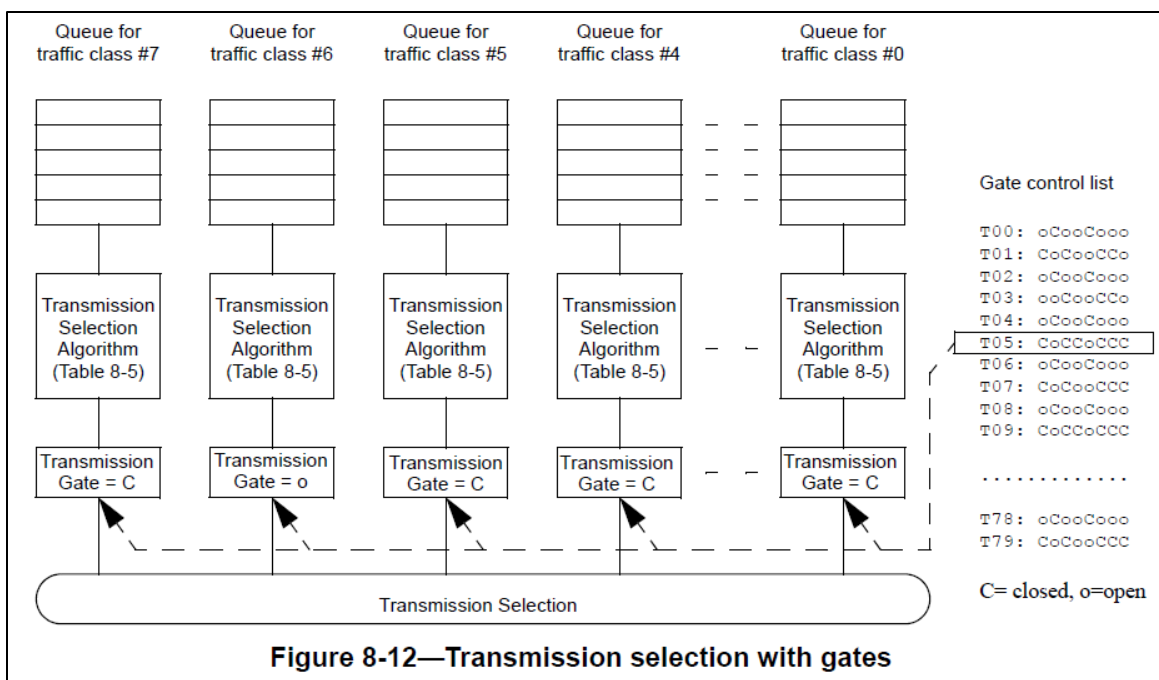 Queue for
traffic class #7
Queue for
traffic class #6
Queue for
traffic class #5
Queue for
traffic class #4
Queue for
traffic class #0
Transmission
Selection
Algorithm
(Table 8-5)
Transmission
Selection
Algorithm
(Table 8-5)
Transmission
Selection
Algorithm
(Table 8-5)
Transmission
Selection
Algorithm
(Table 8-5)
Transmission
Selection
Algorithm
(Table 8-5)
Transmission
Gate = C
Transmission
Gate = o
Transmission
Gate = C
Transmission
Gate = C
Transmission
Gate = C
Transmission Selection
Gate control list
T00: oCooCooo
T01: CoCooCCo
T02: oCooCooo
T03: ooCooCCo
T04: oCooCooo
T05: CoCCoCCC
T06: oCooCooo
T07: CoCooCCC
T08: oCooCooo
T09: CoCCoCCC
.............
T78: oCooCooo
T79: CoCooCCC
C= closed, o=open
Figure 8-12—Transmission selection with gates